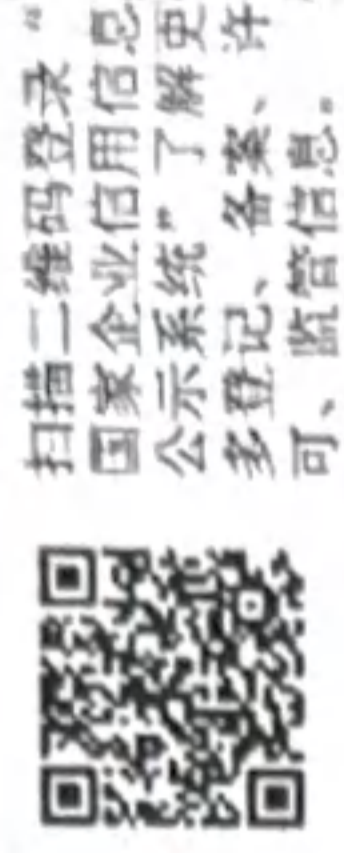 扫描二维码登录“
国家企业信用信息
公示系统”了解更
多登记、备案、许
可、监管信息。